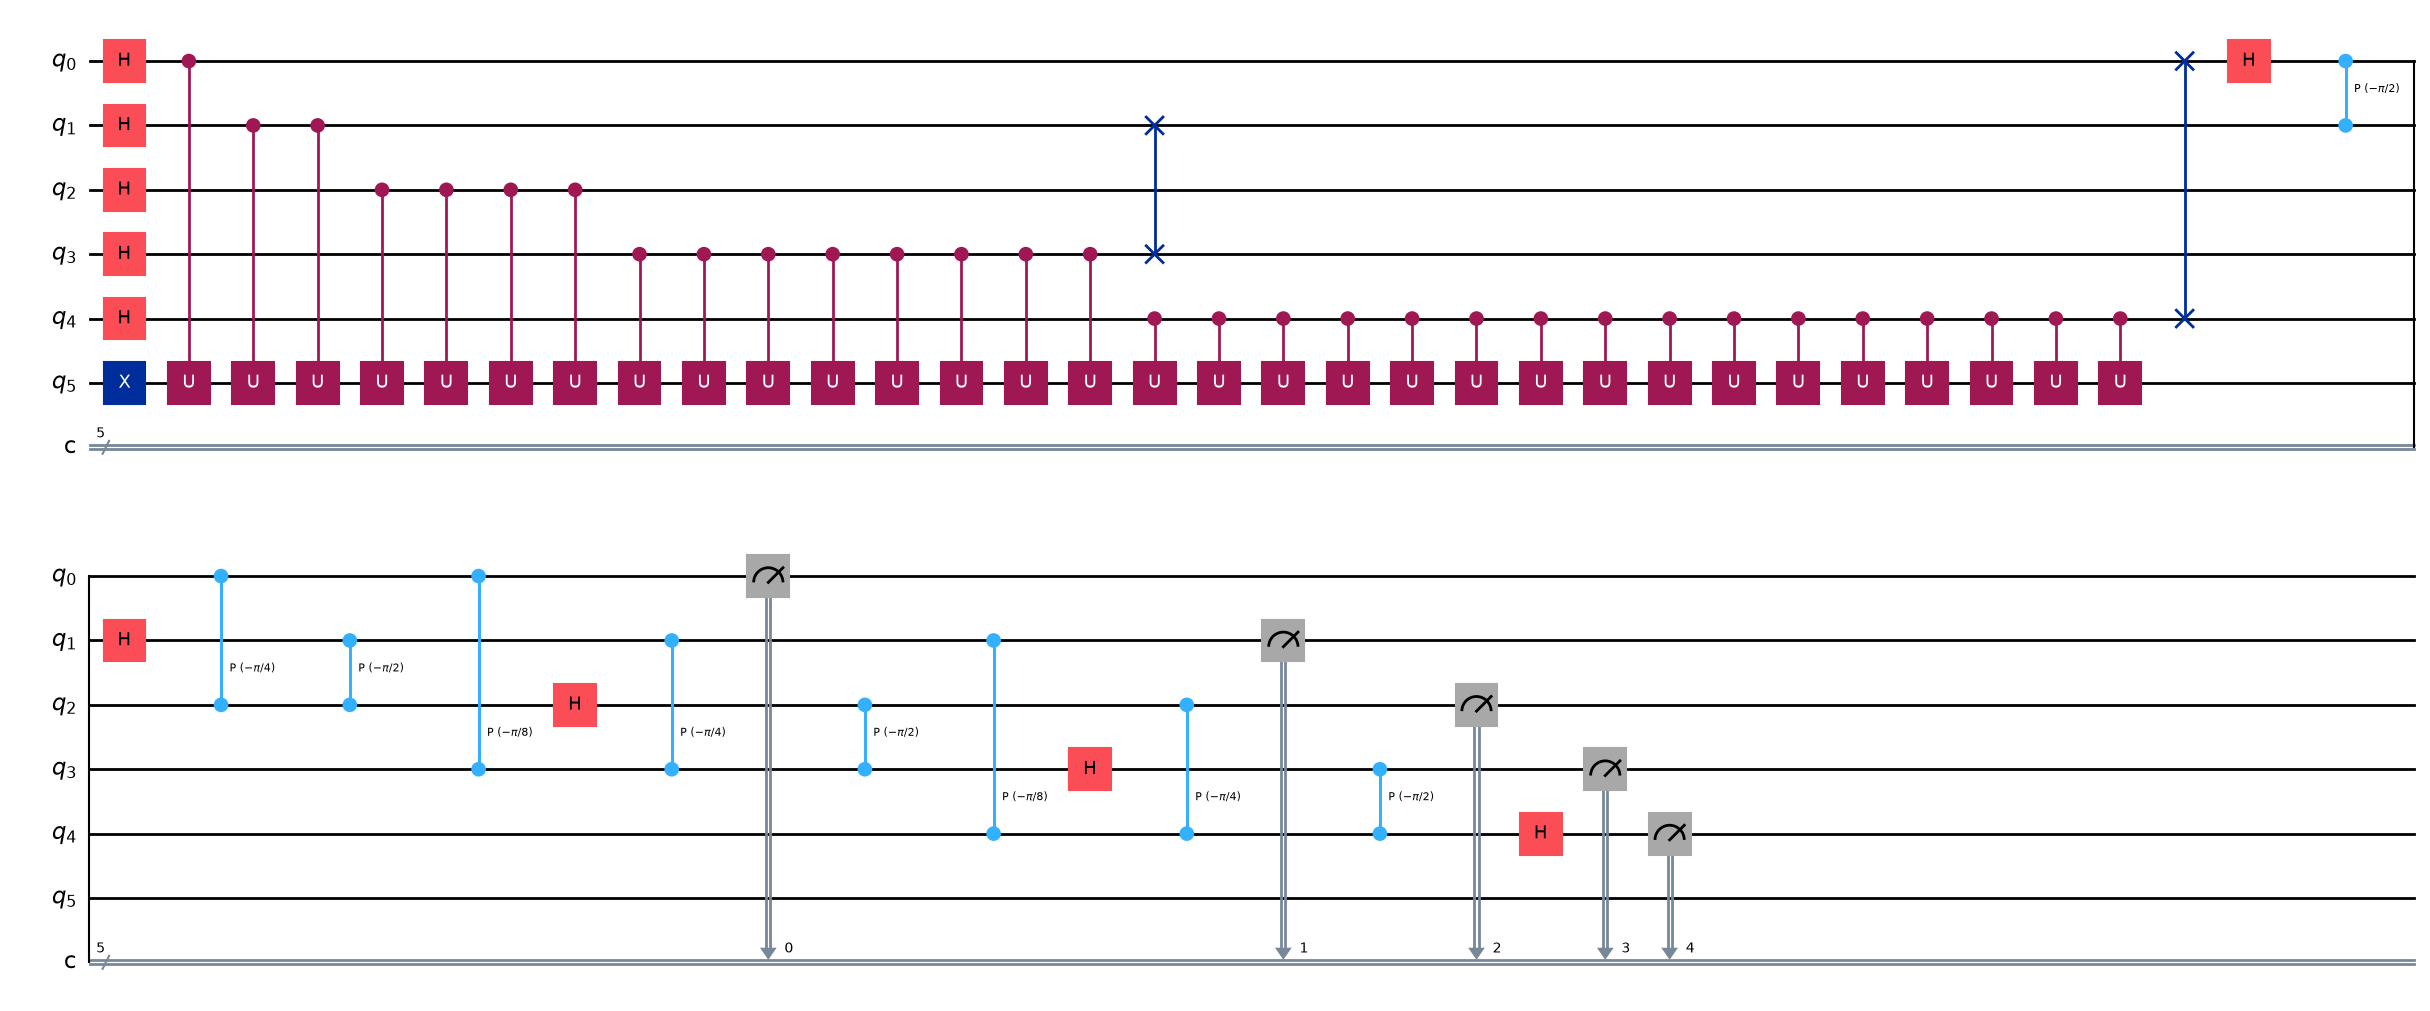 q0 H H
q1 H P (−π/2)
q2 H
q3 H
q4 H
q5 X U U U U U U U U U U U U U U U U U U U U U U U U U U U U U U U
5
c
q0
q1 H P (−π/4) P (−π/2)
q2 H P (−π/8) P (−π/4) P (−π/2)
q3 H P (−π/8) P (−π/4) P (−π/2)
q4 H
q5
5 0 1 2 3 4
c